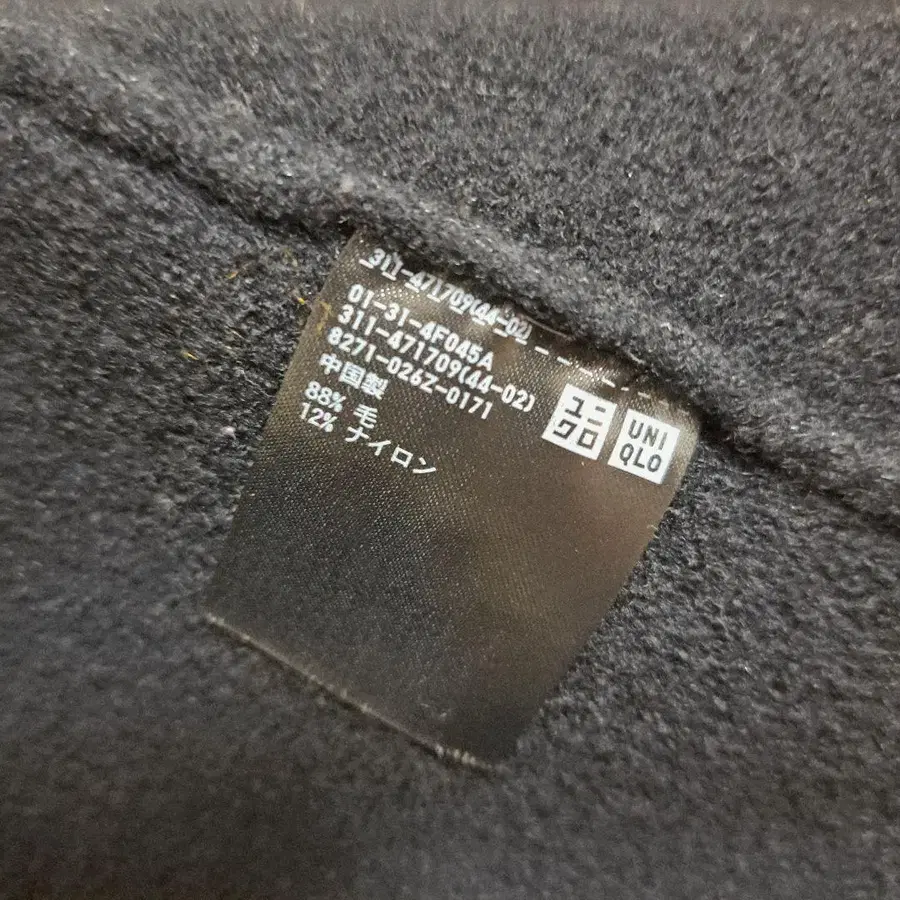 311-471709(44-02)
01-31-4F045A
311-471709(44-02)
8271-026Z-0171
中国製
88% 毛
12% ナイロン
ユニ
クロ
UNI
QLO